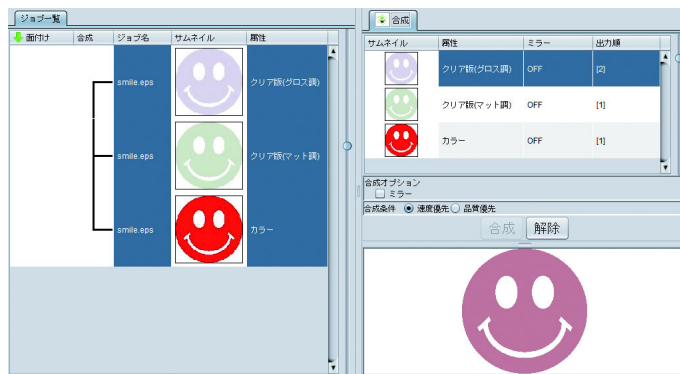 ジョブ一覧
面付け 合成 ジョブ名 サムネイル 属性
smile.eps クリア版(グロス調)
smile.eps クリア版(マット調)
smile.eps カラー
合成
サムネイル 属性 ミラー 出力順
クリア版(グロス調) OFF [2]
クリア版(マット調) OFF [1]
カラー OFF [1]
合成オプション
ミラー
合成条件 速度優先 品質優先
合成 解除